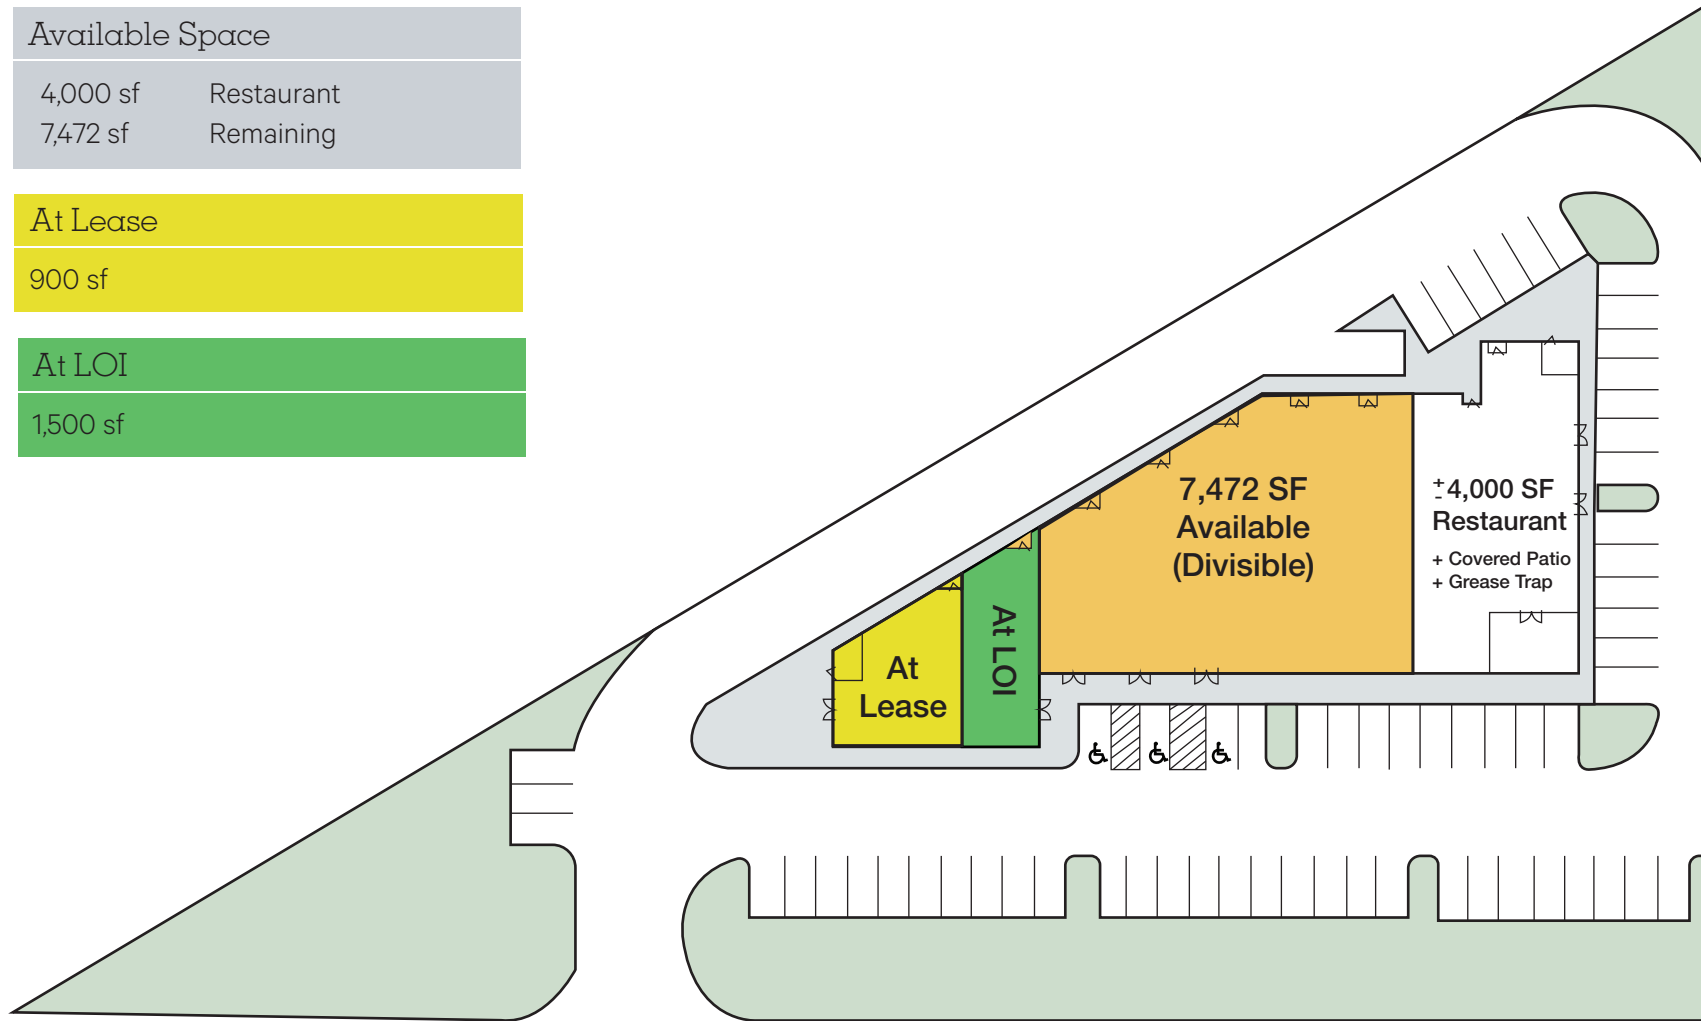 Available Space
4,000 sf Restaurant
7,472 sf Remaining
At Lease
900 sf
At LOI
1,500 sf
7,472 SF
Available
(Divisible)
±4,000 SF
Restaurant
+ Covered Patio
+ Grease Trap
At LOI
At
Lease